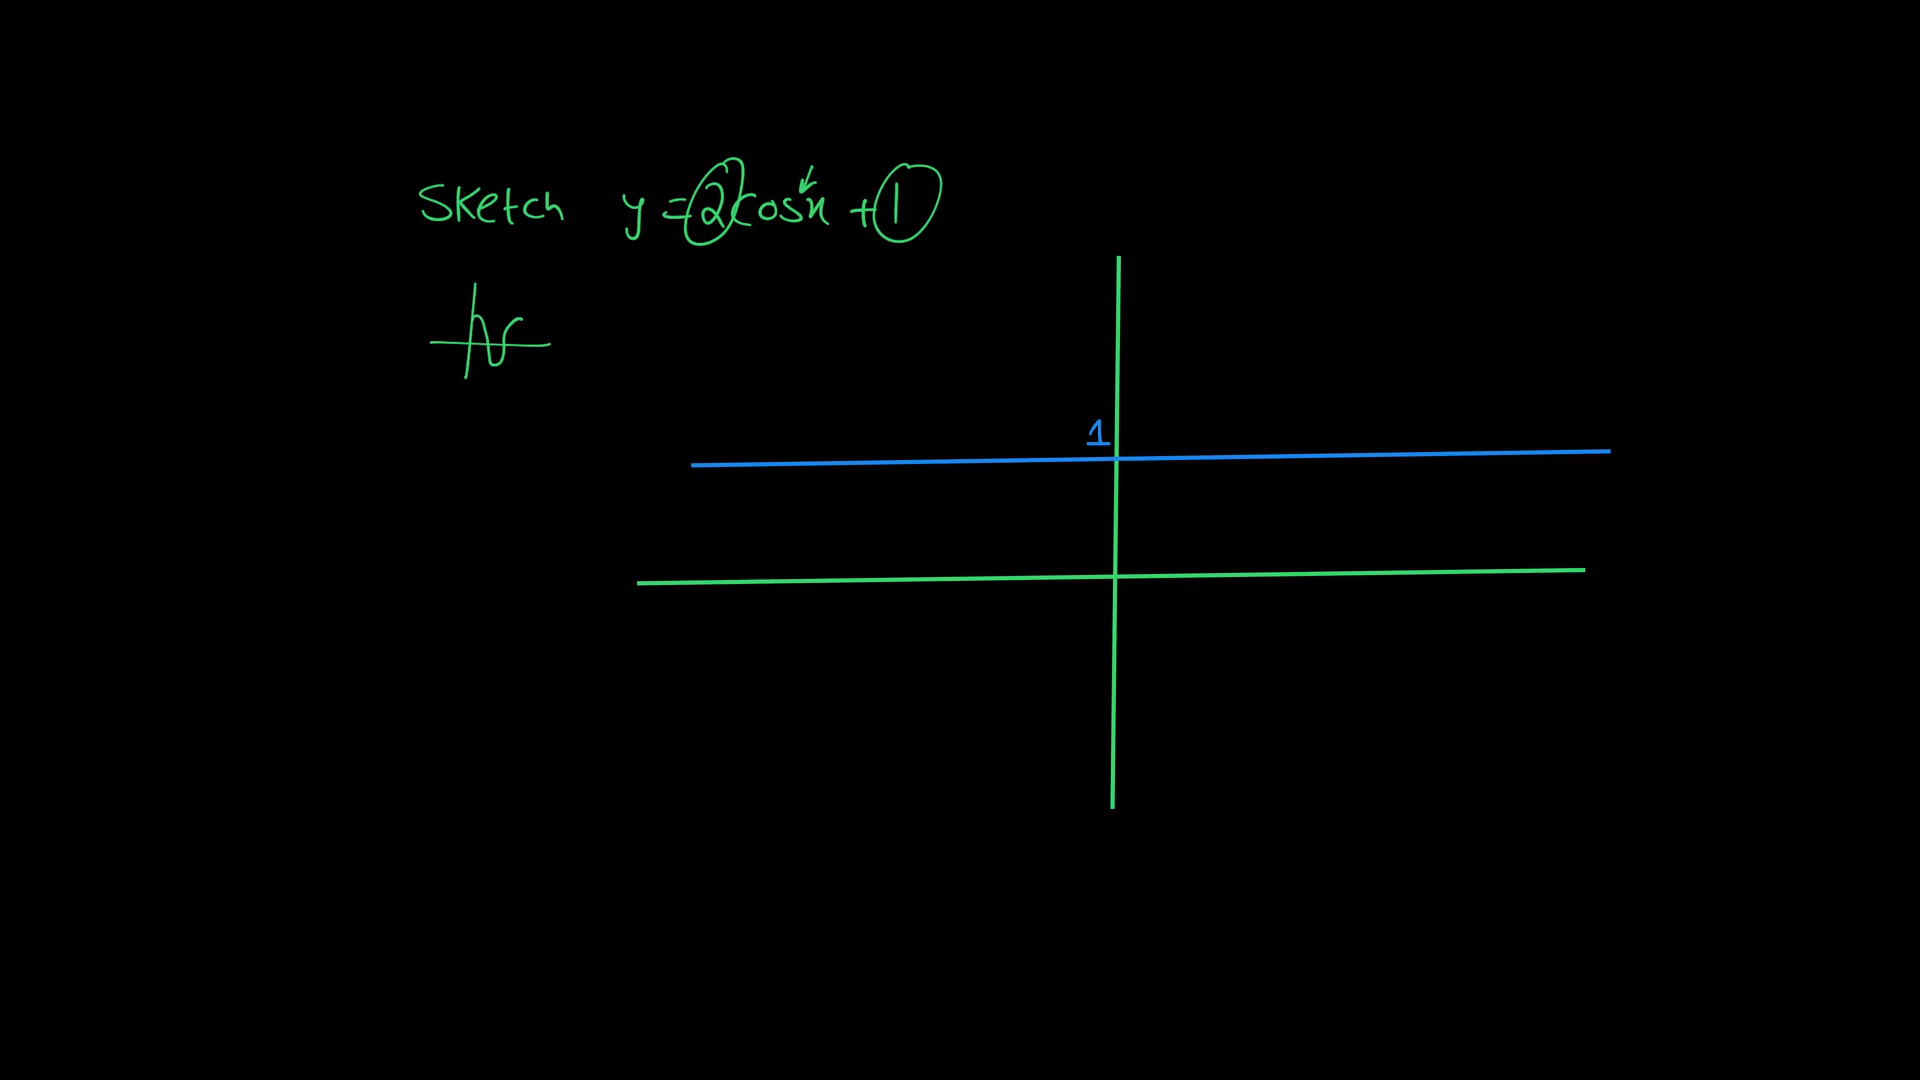 Sketch y = 2cosx + 1
1